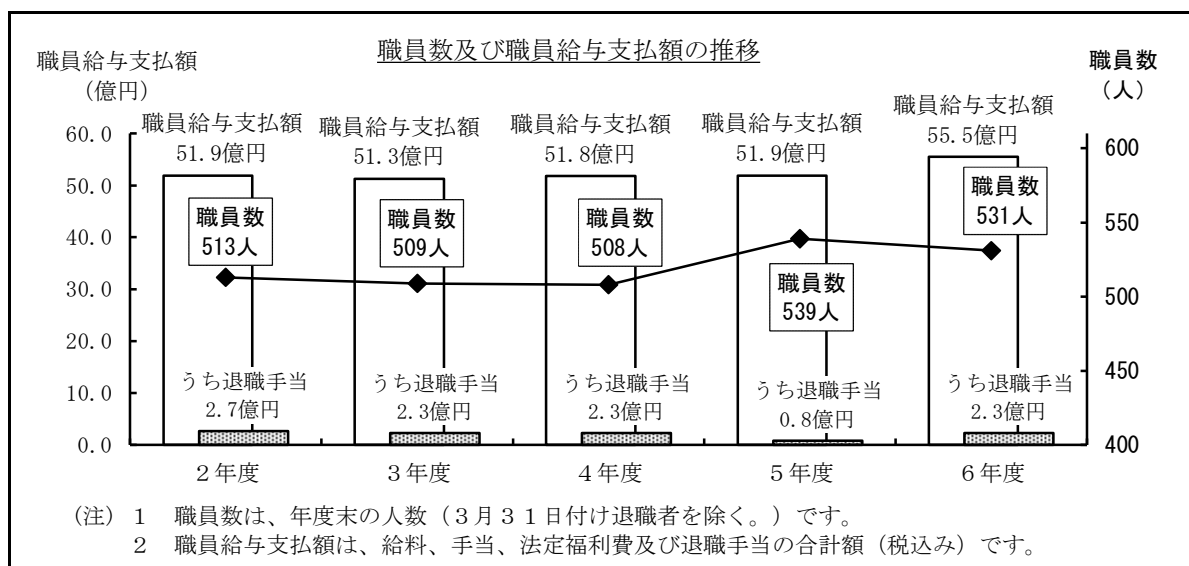 職員数及び職員給与支払額の推移
職員給与支払額
（億円）
職員数
（人）
60.0
50.0
40.0
30.0
20.0
10.0
0.0
職員給与支払額
51.9億円
職員給与支払額
51.3億円
職員給与支払額
51.8億円
職員給与支払額
51.9億円
職員給与支払額
55.5億円
職員数
513人
職員数
509人
職員数
508人
職員数
539人
職員数
531人
うち退職手当
2.7億円
うち退職手当
2.3億円
うち退職手当
2.3億円
うち退職手当
0.8億円
うち退職手当
2.3億円
600
550
500
450
400
２年度
３年度
４年度
５年度
６年度
（注）１　職員数は、年度末の人数（３月３１日付け退職者を除く。）です。
２　職員給与支払額は、給料、手当、法定福利費及び退職手当の合計額（税込み）です。